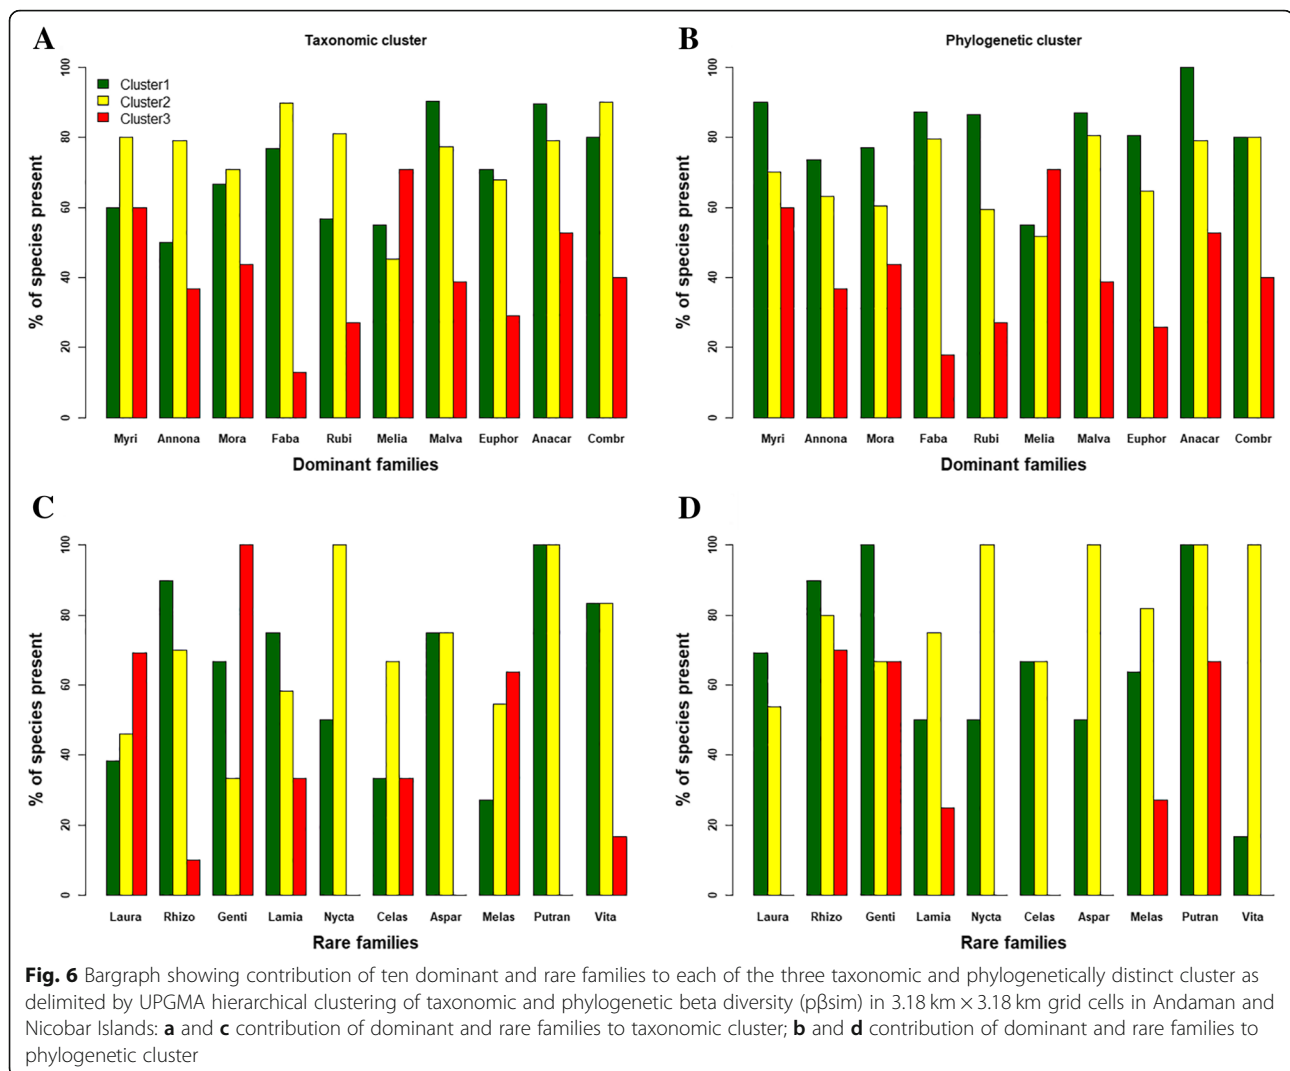 A
Taxonomic cluster
% of species present
0
20
40
60
80
100
Cluster1
Cluster2
Cluster3
Myri Annona Mora Faba Rubi Melia Malva Euphor Anacar Combr
Dominant families
B
Phylogenetic cluster
% of species present
0
20
40
60
80
100
Myri Annona Mora Faba Rubi Melia Malva Euphor Anacar Combr
Dominant families
C
% of species present
0
20
40
60
80
100
Laura Rhizo Genti Lamia Nycta Celas Aspar Melas Putran Vita
Rare families
D
% of species present
0
20
40
60
80
100
Laura Rhizo Genti Lamia Nycta Celas Aspar Melas Putran Vita
Rare families
Fig. 6 Bargraph showing contribution of ten dominant and rare families to each of the three taxonomic and phylogenetically distinct cluster as
delimited by UPGMA hierarchical clustering of taxonomic and phylogenetic beta diversity (pβsim) in 3.18 km × 3.18 km grid cells in Andaman and
Nicobar Islands: a and c contribution of dominant and rare families to taxonomic cluster; b and d contribution of dominant and rare families to
phylogenetic cluster